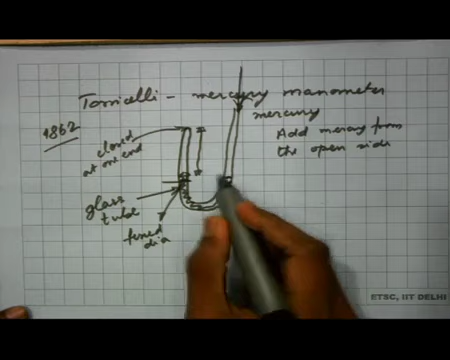 Torricelli - mercury manometer
1862
mercury
Add mercury from
the open side
closed
at one end
glass
tube
fixed
dia
ETSC, IIT DELHI